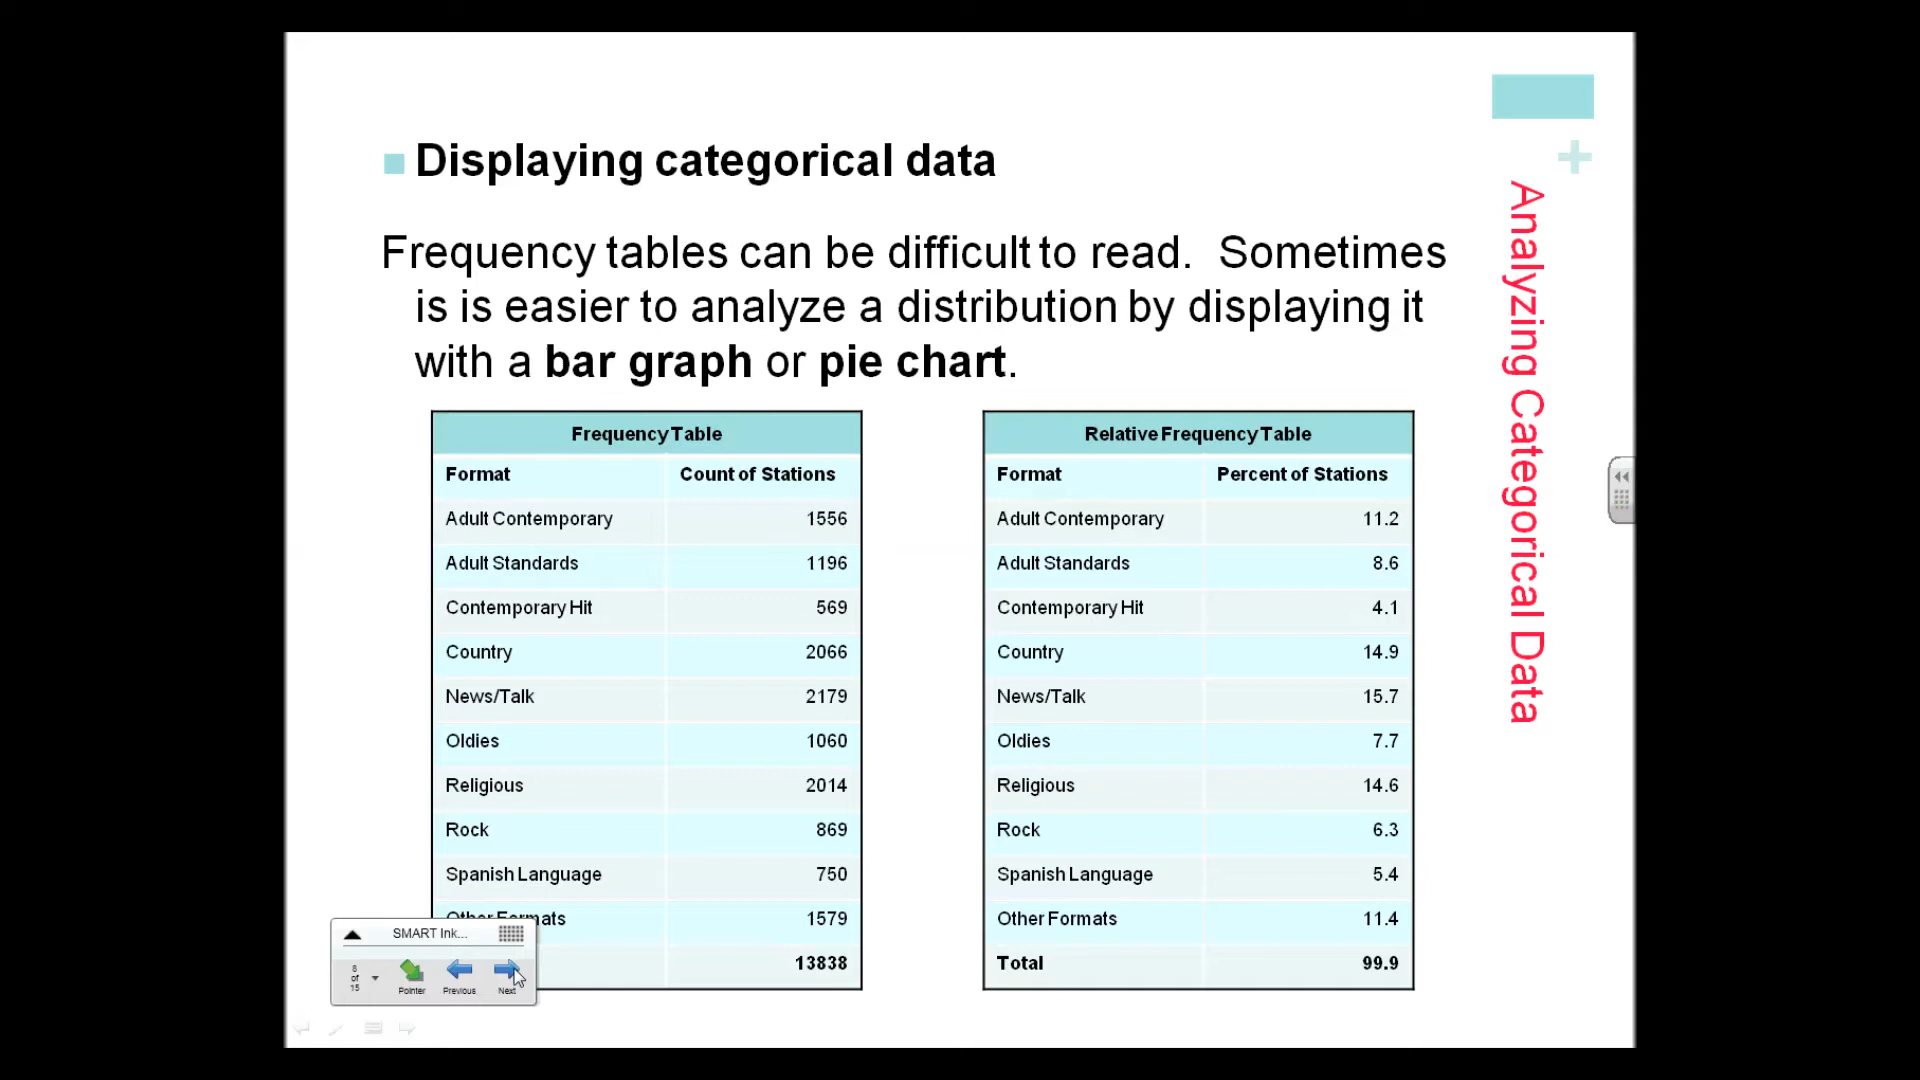 Displaying categorical data
Frequency tables can be difficult to read. Sometimes
is is easier to analyze a distribution by displaying it
with a bar graph or pie chart.
Frequency Table
Format Count of Stations
Adult Contemporary 1556
Adult Standards 1196
Contemporary Hit 569
Country 2066
News/Talk 2179
Oldies 1060
Religious 2014
Rock 869
Spanish Language 750
Other Formats 1579
13838
Relative Frequency Table
Format Percent of Stations
Adult Contemporary 11.2
Adult Standards 8.6
Contemporary Hit 4.1
Country 14.9
News/Talk 15.7
Oldies 7.7
Religious 14.6
Rock 6.3
Spanish Language 5.4
Other Formats 11.4
Total 99.9
+
Analyzing Categorical Data
SMART Ink...
8
of
15
Pointer Previous Next